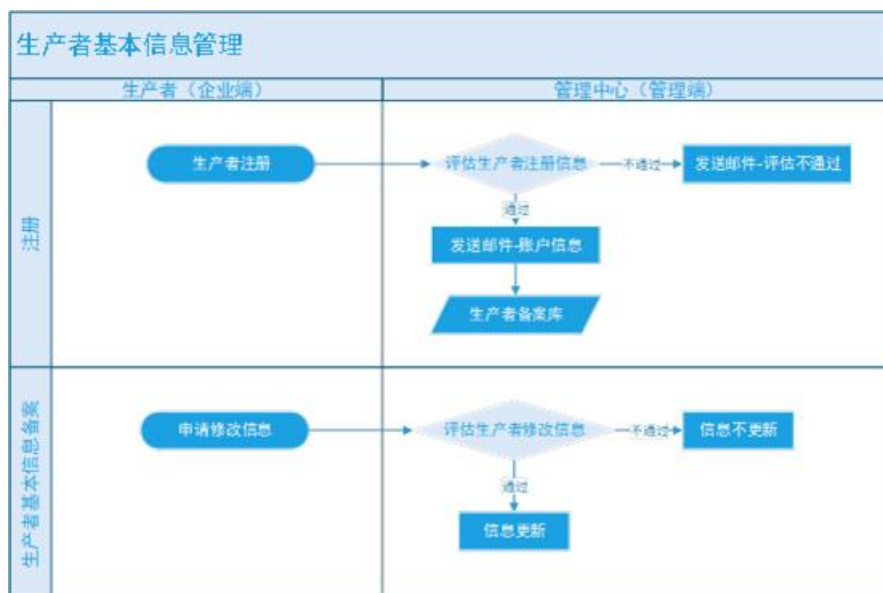 生产者基本信息管理
生产者（企业端）
管理中心（管理端）
注册
生产者注册
评估生产者注册信息
不通过
发送邮件-评估不通过
通过
发送邮件-账户信息
生产者备案库
生产者基本信息备案
申请修改信息
评估生产者修改信息
不通过
信息不更新
通过
信息更新